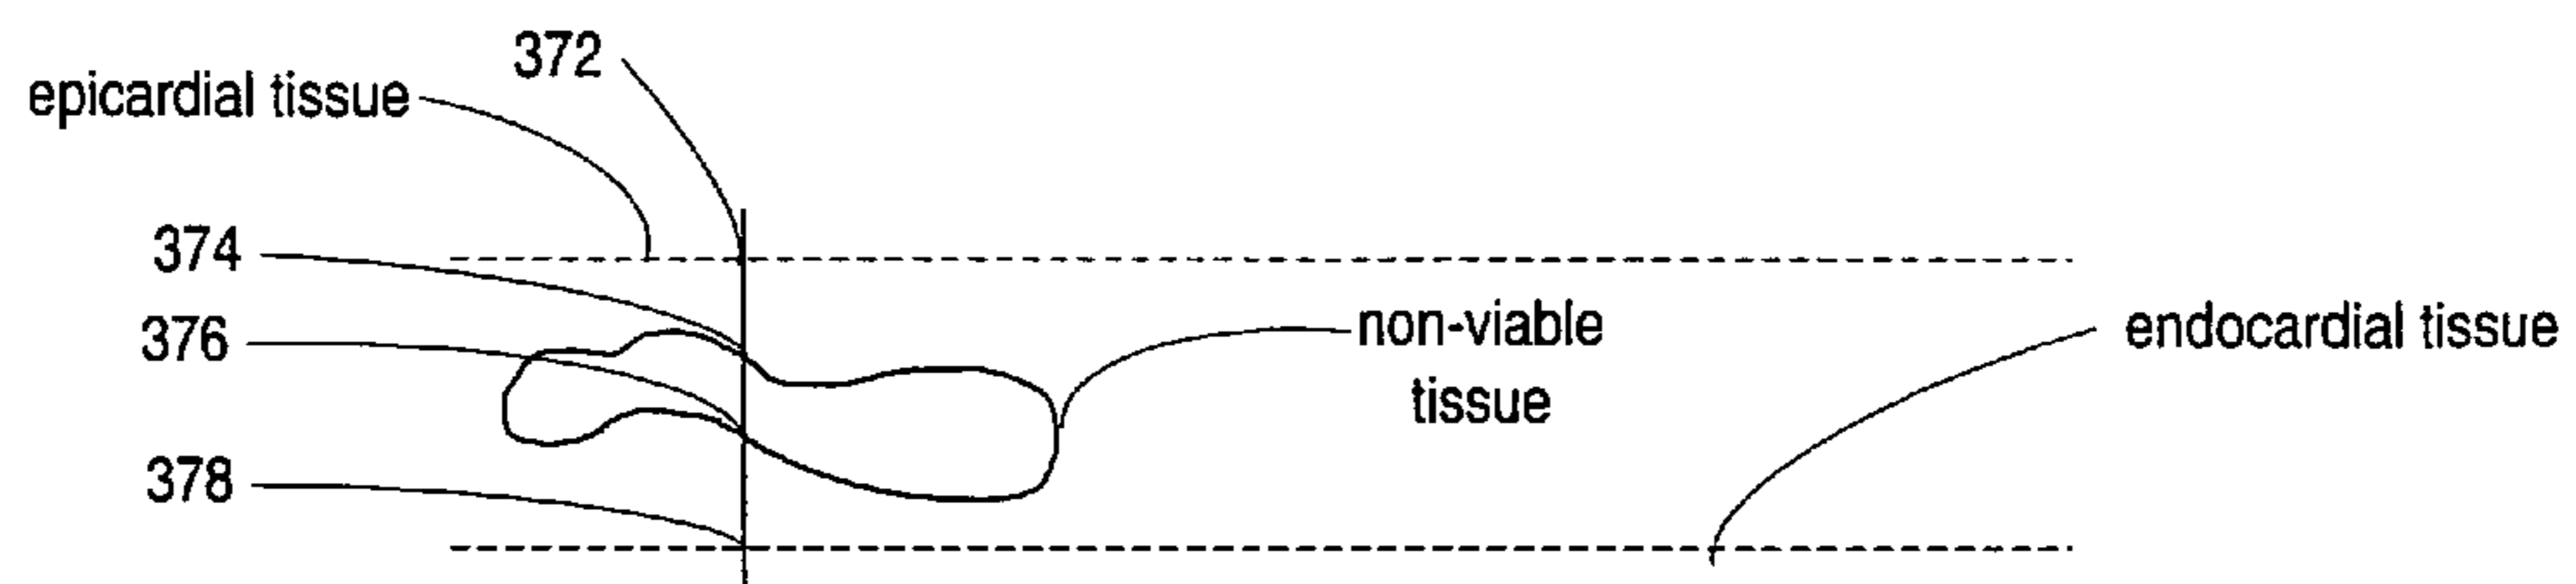 372
epicardial tissue
374
376
378
non-viable
tissue
endocardial tissue